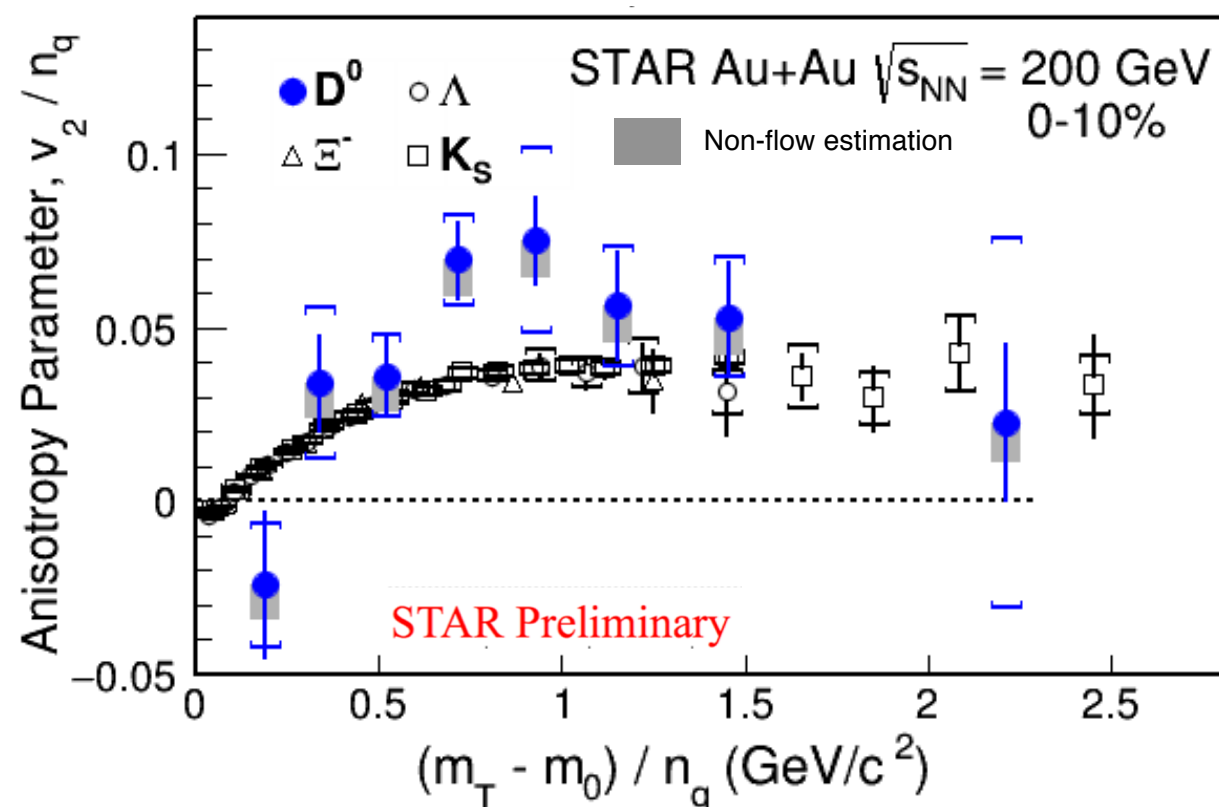 Anisotropy Parameter, v₂ / n_q
STAR Au+Au √s_NN = 200 GeV
0-10%
D⁰
Λ
Ξ⁻
K_S
Non-flow estimation
0.1
0.05
0
−0.05
STAR Preliminary
0 0.5 1 1.5 2 2.5
(m_T - m₀) / n_q (GeV/c²)